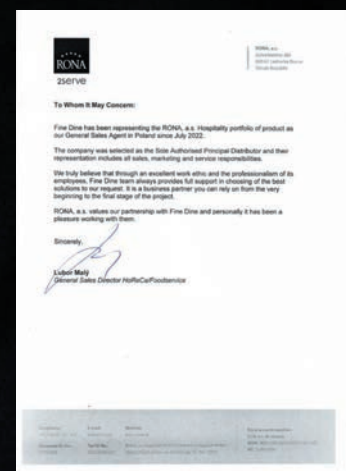 RONA
2serve
RONA, a.s.
To Whom It May Concern:
Fine Dine has been representing the RONA, a.s. Hospitality portfolio of product as
our General Sales Agent in Poland since July 2022.
The company was selected as the Sole Authorised Principal Distributor and their
representation includes all sales, marketing and service responsibilities.
We truly believe that through an excellent work ethic and the professionalism of its
employees, Fine Dine team always provides full support in choosing of the best
solutions to our request. It is a business partner you can rely on from the very
beginning to the final stage of the project.
RONA, a.s. values our partnership with Fine Dine and personally it has been a
pleasure working with them.
Sincerely,
Lubor Malý
General Sales Director HoReCa/Foodservice